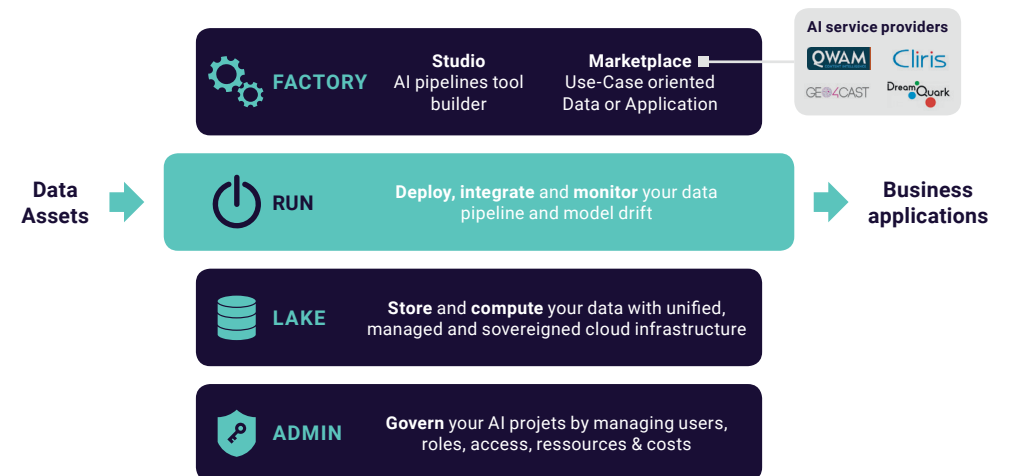 AI service providers
QWAM
Cliris
GEO4CAST
DreamQuark
FACTORY
Studio
AI pipelines tool
builder
Marketplace
Use-Case oriented
Data or Application
Data
Assets
RUN
Deploy, integrate and monitor your data
pipeline and model drift
Business
applications
LAKE
Store and compute your data with unified,
managed and sovereigned cloud infrastructure
ADMIN
Govern your AI projets by managing users,
roles, access, ressources & costs